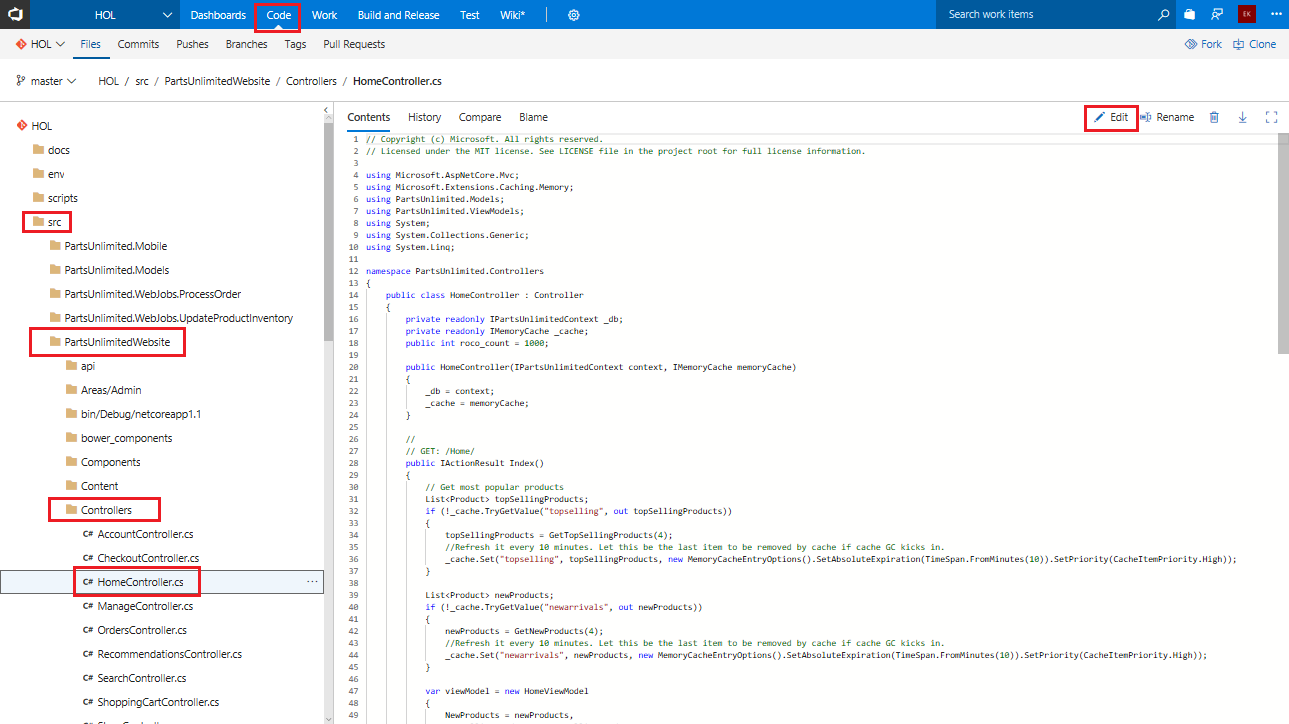 HOL Dashboards Code Work Build and Release Test Wiki* Search work items EK
HOL Files Commits Pushes Branches Tags Pull Requests Fork Clone
master HOL / src / PartsUnlimitedWebsite / Controllers / HomeController.cs
HOL
docs
env
scripts
src
PartsUnlimited.Mobile
PartsUnlimited.Models
PartsUnlimited.WebJobs.ProcessOrder
PartsUnlimited.WebJobs.UpdateProductInventory
PartsUnlimitedWebsite
api
Areas/Admin
bin/Debug/netcoreapp1.1
bower_components
Components
Content
Controllers
C# AccountController.cs
C# CheckoutController.cs
C# HomeController.cs ...
C# ManageController.cs
C# OrdersController.cs
C# RecommendationsController.cs
C# SearchController.cs
C# ShoppingCartController.cs
Contents History Compare Blame Edit Rename
1 // Copyright (c) Microsoft. All rights reserved.
2 // Licensed under the MIT license. See LICENSE file in the project root for full license information.
3
4 using Microsoft.AspNetCore.Mvc;
5 using Microsoft.Extensions.Caching.Memory;
6 using PartsUnlimited.Models;
7 using PartsUnlimited.ViewModels;
8 using System;
9 using System.Collections.Generic;
10 using System.Linq;
11
12 namespace PartsUnlimited.Controllers
13 {
14 public class HomeController : Controller
15 {
16 private readonly IPartsUnlimitedContext _db;
17 private readonly IMemoryCache _cache;
18 public int roco_count = 1000;
19
20 public HomeController(IPartsUnlimitedContext context, IMemoryCache memoryCache)
21 {
22 _db = context;
23 _cache = memoryCache;
24 }
25
26 //
27 // GET: /Home/
28 public IActionResult Index()
29 {
30 // Get most popular products
31 List<Product> topSellingProducts;
32 if (!_cache.TryGetValue("topselling", out topSellingProducts))
33 {
34 topSellingProducts = GetTopSellingProducts(4);
35 //Refresh it every 10 minutes. Let this be the last item to be removed by cache if cache GC kicks in.
36 _cache.Set("topselling", topSellingProducts, new MemoryCacheEntryOptions().SetAbsoluteExpiration(TimeSpan.FromMinutes(10)).SetPriority(CacheItemPriority.High));
37 }
38
39 List<Product> newProducts;
40 if (!_cache.TryGetValue("newarrivals", out newProducts))
41 {
42 newProducts = GetNewProducts(4);
43 //Refresh it every 10 minutes. Let this be the last item to be removed by cache if cache GC kicks in.
44 _cache.Set("newarrivals", newProducts, new MemoryCacheEntryOptions().SetAbsoluteExpiration(TimeSpan.FromMinutes(10)).SetPriority(CacheItemPriority.High));
45 }
46
47 var viewModel = new HomeViewModel
48 {
49 NewProducts = newProducts,